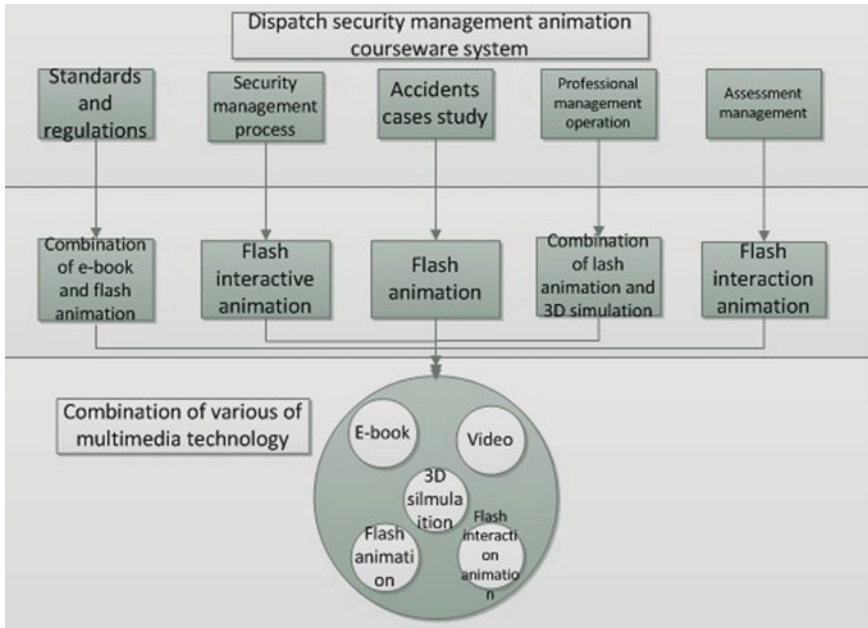 Dispatch security management animation
courseware system
Standards
and
regulations
Security
management
process
Accidents
cases study
Professional
management
operation
Assessment
management
Combination
of e-book
and flash
animation
Flash
interactive
animation
Flash
animation
Combination
of lash
animation and
3D simulation
Flash
interaction
animation
Combination of various of
multimedia technology
E-book
Video
3D
silmula
ition
Flash
animati
on
Flash
interacti
on
animatio
n